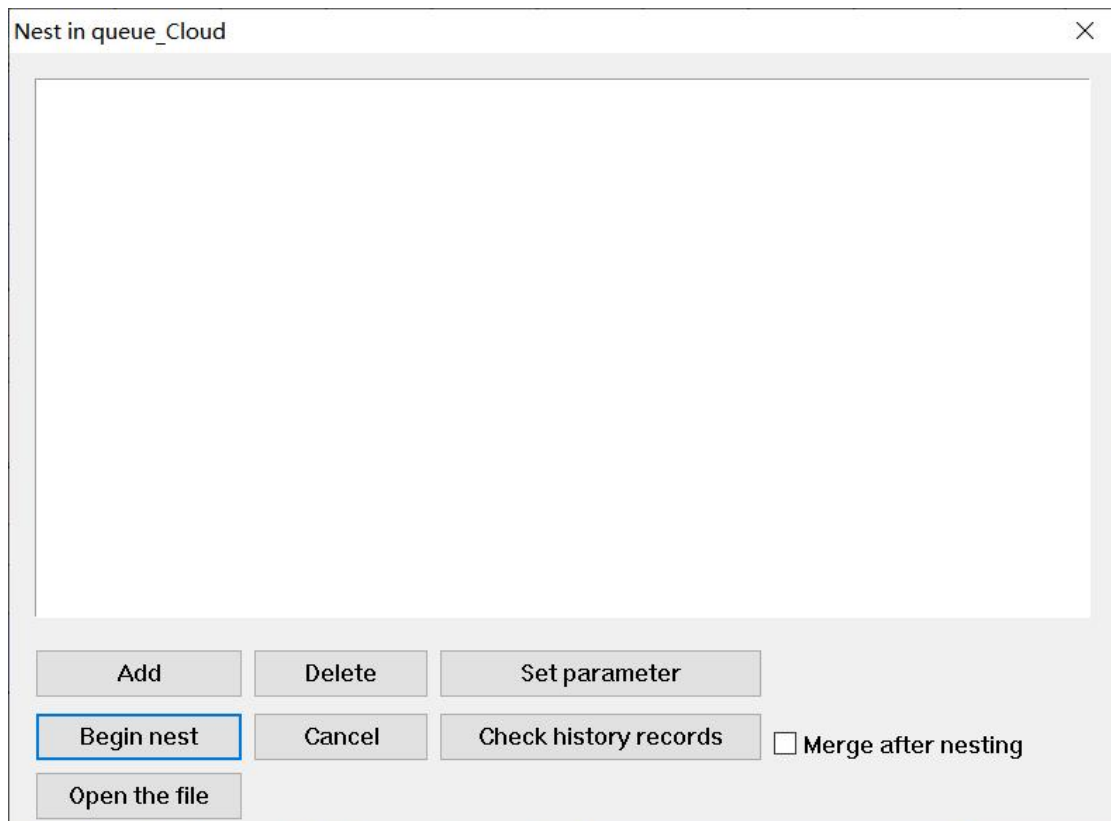 Nest in queue_Cloud
Add
Delete
Set parameter
Begin nest
Cancel
Check history records
Merge after nesting
Open the file